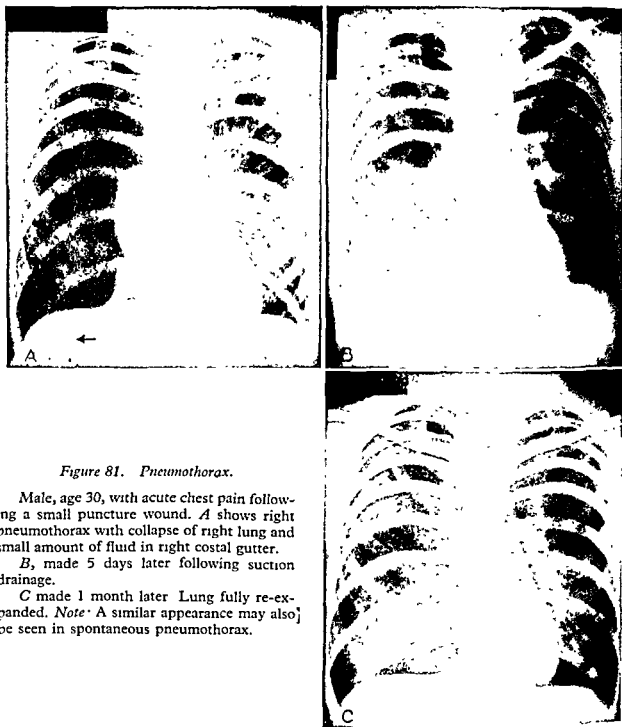 A
B
Figure 81. Pneumothorax.
Male, age 30, with acute chest pain follow-
ing a small puncture wound. A shows right
pneumothorax with collapse of right lung and
small amount of fluid in right costal gutter.
B, made 5 days later following suction
drainage.
C made 1 month later Lung fully re-ex-
panded. Note· A similar appearance may also
be seen in spontaneous pneumothorax.
C